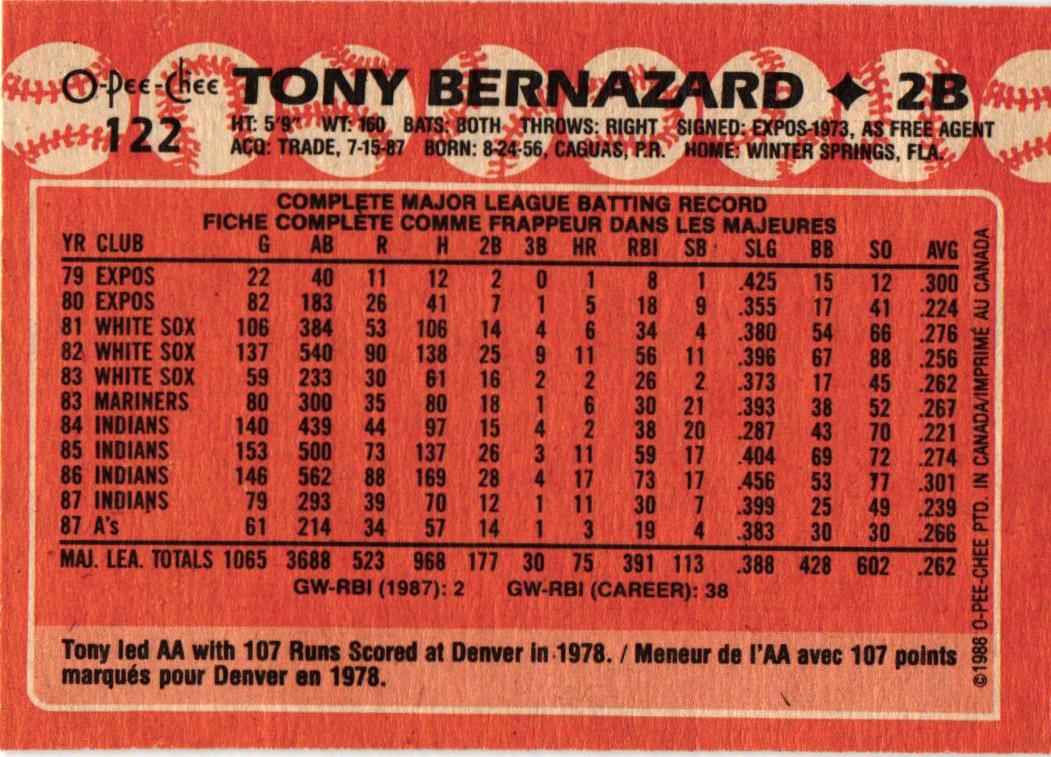 O-Pee-Chee TONY BERNAZARD ✦ 2B
122 HT: 5'9" WT: 160 BATS: BOTH THROWS: RIGHT SIGNED: EXPOS-1973, AS FREE AGENT
ACQ: TRADE, 7-15-87 BORN: 8-24-56, CAGUAS, P.R. HOME: WINTER SPRINGS, FLA.
COMPLETE MAJOR LEAGUE BATTING RECORD
FICHE COMPLÈTE COMME FRAPPEUR DANS LES MAJEURES
YR CLUB G AB R H 2B 3B HR RBI SB SLG BB SO AVG
79 EXPOS 22 40 11 12 2 0 1 8 1 .425 15 12 .300
80 EXPOS 82 183 26 41 7 1 5 18 9 .355 17 41 .224
81 WHITE SOX 106 384 53 106 14 4 6 34 4 .380 54 66 .276
82 WHITE SOX 137 540 90 138 25 9 11 56 11 .396 67 88 .256
83 WHITE SOX 59 233 30 61 16 2 2 26 2 .373 17 45 .262
83 MARINERS 80 300 35 80 18 1 6 30 21 .393 38 52 .267
84 INDIANS 140 439 44 97 15 4 2 38 20 .287 43 70 .221
85 INDIANS 153 500 73 137 26 3 11 59 17 .404 69 72 .274
86 INDIANS 146 562 88 169 28 4 17 73 17 .456 53 77 .301
87 INDIANS 79 293 39 70 12 1 11 30 7 .399 25 49 .239
87 A's 61 214 34 57 14 1 3 19 4 .383 30 30 .266
MAJ. LEA. TOTALS 1065 3688 523 968 177 30 75 391 113 .388 428 602 .262
GW-RBI (1987): 2 GW-RBI (CAREER): 38
Tony led AA with 107 Runs Scored at Denver in 1978. / Meneur de l'AA avec 107 points
marqués pour Denver en 1978.
©1988 O-PEE-CHEE PTD. IN CANADA/IMPRIMÉ AU CANADA